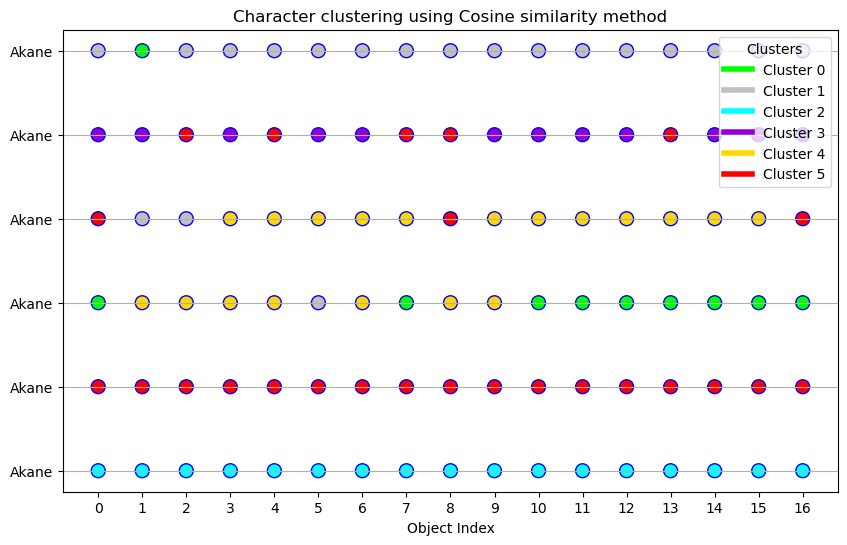 Character clustering using Cosine similarity method
Akane
Akane
Akane
Akane
Akane
Akane
Clusters
Cluster 0
Cluster 1
Cluster 2
Cluster 3
Cluster 4
Cluster 5
0 1 2 3 4 5 6 7 8 9 10 11 12 13 14 15 16
Object Index